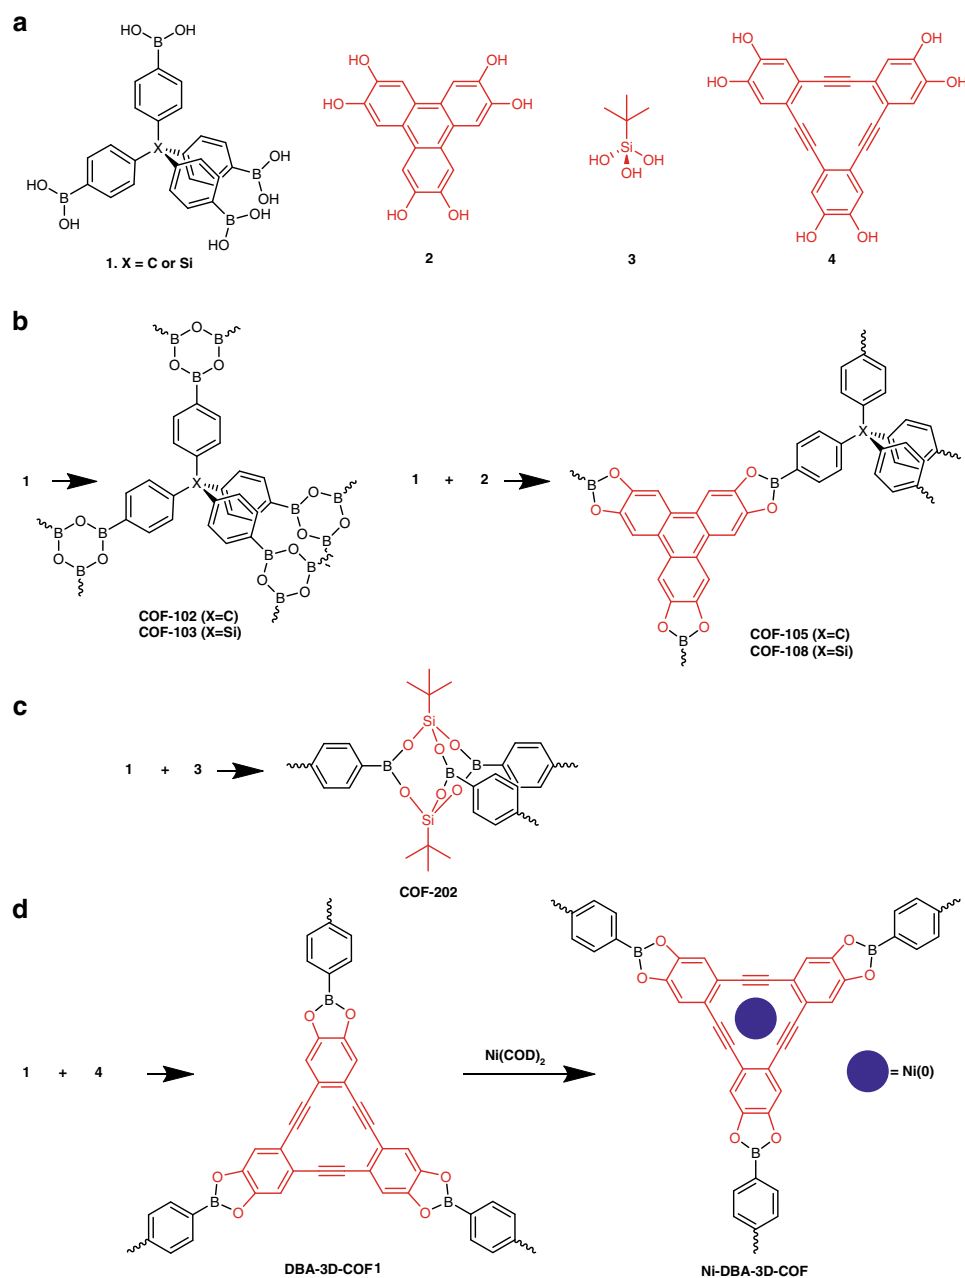 a
OH OH
B
HO B OH
X
B OH
OH
B OH
HO
1. X = C or Si
OH OH
HO OH
HO OH
2
Si
HO OH
OH
3
HO OH
HO OH
HO OH
4
b
1
O
B B
O O
B
X
B O B
O O
B
O B
B O
O B
B O B
O O
B
COF-102 (X=C)
COF-103 (X=Si)
1 + 2
B O
O
O B
O
O O
B
X
COF-105 (X=C)
COF-108 (X=Si)
c
1 + 3
Si
O O
B O B
B
O O O
Si
COF-202
d
1 + 4
B
O O
O O
B B
O O
DBA-3D-COF1
Ni(COD)2
B O O B
O O
O O
B
= Ni(0)
Ni-DBA-3D-COF